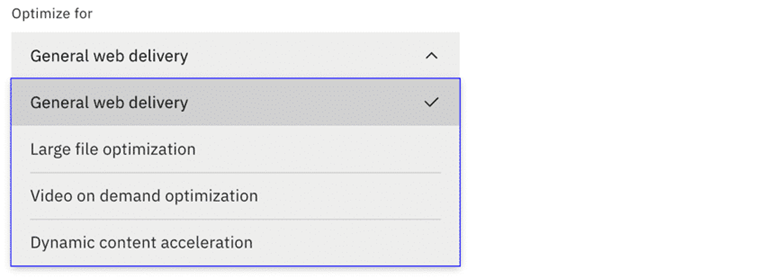 Optimize for
General web delivery
General web delivery
Large file optimization
Video on demand optimization
Dynamic content acceleration